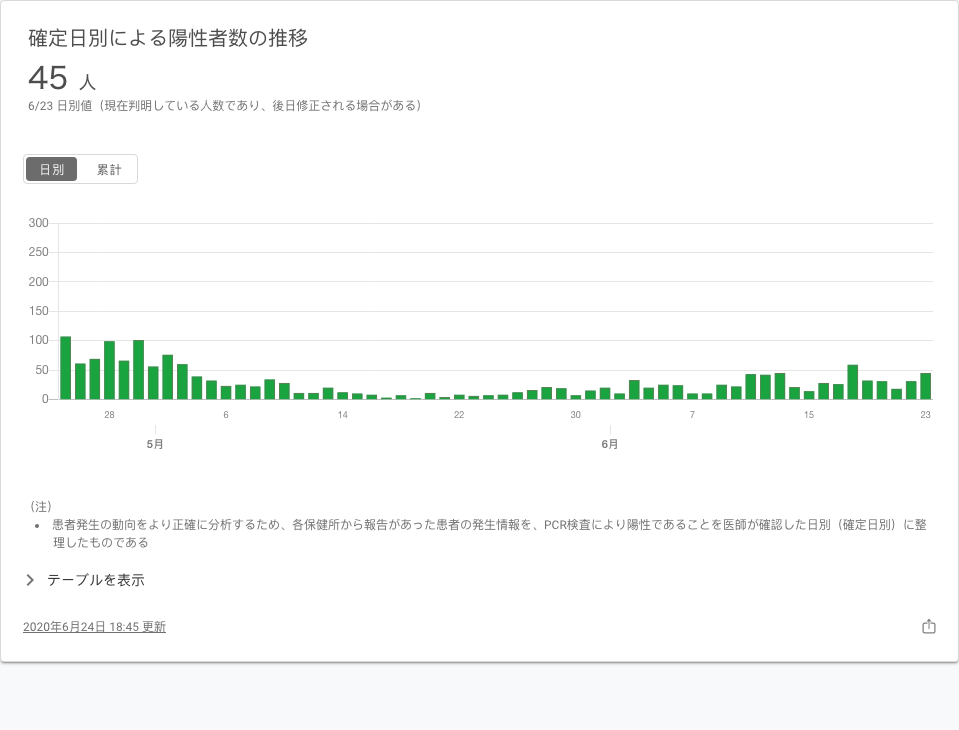 確定日別による陽性者数の推移
45 人
6/23 日別値（現在判明している人数であり、後日修正される場合がある）
日別 累計
300
250
200
150
100
50
0
28 6 14 22 30 7 15 23
5月 6月
（注）
• 患者発生の動向をより正確に分析するため、各保健所から報告があった患者の発生情報を、PCR検査により陽性であることを医師が確認した日別（確定日別）に整
理したものである
テーブルを表示
2020年6月24日 18:45 更新